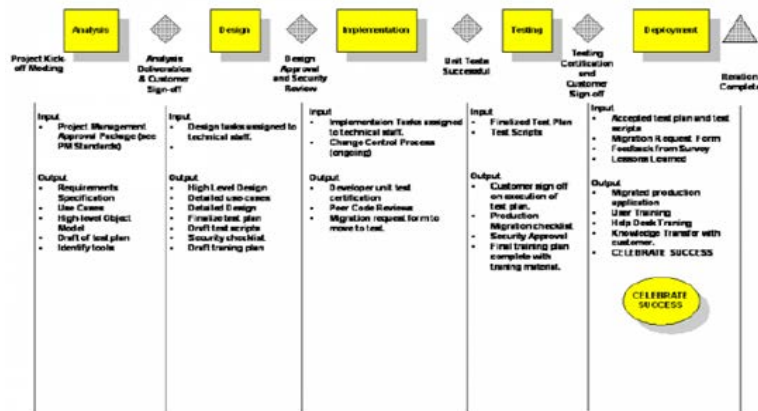 Analysis
Design
Implementation
Testing
Deployment
Project Kick-
off Meeting
Analysis
Deliverables
& Customer
Sign-off
Design
Approval
and Security
Review
Unit Tests
Successful
Testing
Certification
and
Customer
Sign-off
Iteration
Complete
Input
• Project Management
Approval Package (see
PM Standards)
Output
• Requirements
Specification
• Use Cases
• High-level Object
Model
• Draft of test plan
• Identify tools
Input
• Design tasks assigned to
technical staff.
•
Output
• High Level Design
• Detailed use-cases
• Detailed Design
• Finalize test plan
• Draft test scripts
• Security checklist
• Draft training plan
Input
• Implementation Tasks assigned
to technical staff.
• Change Control Process
(ongoing)
Output
• Developer unit test
certification
• Peer Code Reviews
• Migration request form to
move to test.
Input
• Finalized Test Plan
• Test Scripts
Output
• Customer sign off
on execution of
test plan.
• Production
Migration checklist
• Security Approval
• Final training plan
complete with
training material.
Input
• Accepted test plan and test
scripts
• Migration Request Form
• Feedback from Survey
• Lessons Learned
Output
• Migrated production
application
• User Training
• Help Desk Training
• Knowledge Transfer with
customer.
• CELEBRATE SUCCESS
CELEBRATE
SUCCESS